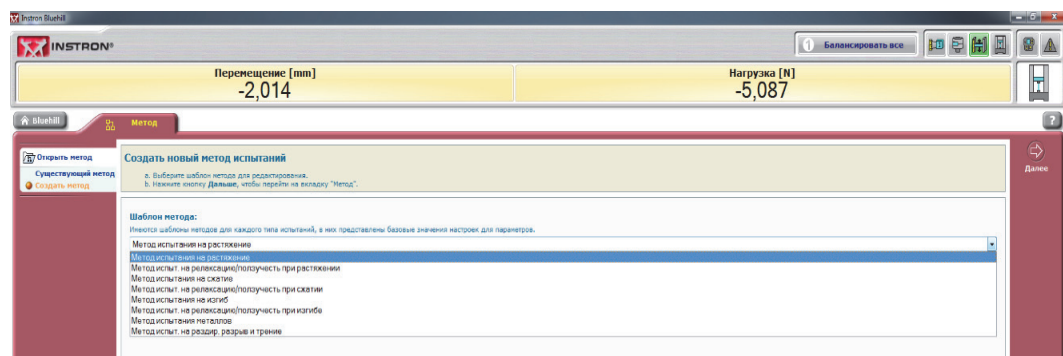 Instron Bluehill
INSTRON®
1 Балансировать все
Перемещение [mm]
-2,014
Нагрузка [N]
-5,087
Bluehill
Метод
?
Открыть метод
Существующий метод
Создать метод
Создать новый метод испытаний
a. Выберите шаблон метода для редактирования.
b. Нажмите кнопку Дальше, чтобы перейти на вкладку "Метод".
Далее
Шаблон метода:
Имеются шаблоны методов для каждого типа испытаний, в них представлены базовые значения настроек для параметров.
Метод испытания на растяжение
Метод испытания на растяжение
Метод испыт. на релаксацию/ползучесть при растяжении
Метод испытания на сжатие
Метод испыт. на релаксацию/ползучесть при сжатии
Метод испытания на изгиб
Метод испыт. на релаксацию/ползучесть при изгибе
Метод испытания металлов
Метод испыт. на раздир, разрыв и трение